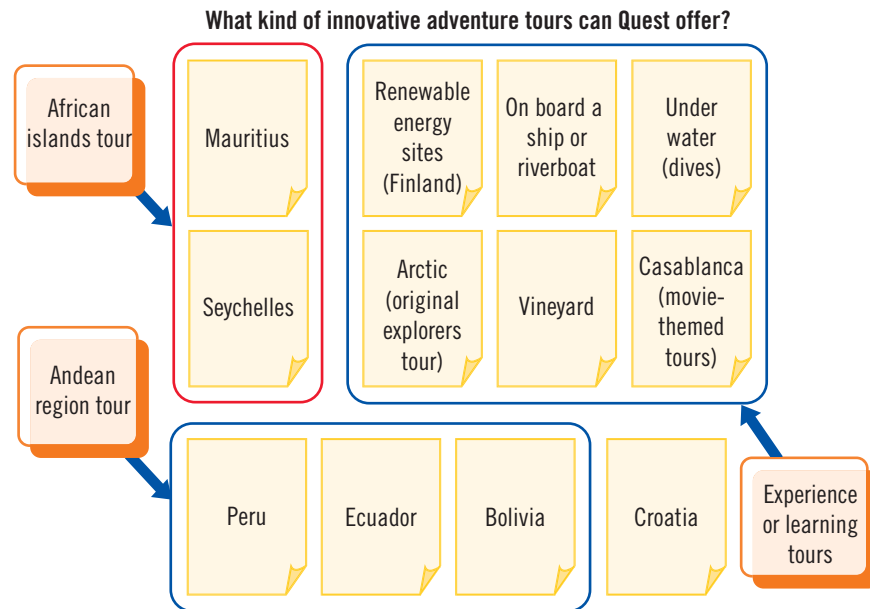 What kind of innovative adventure tours can Quest offer?
African
islands tour
Mauritius
Renewable
energy
sites
(Finland)
On board a
ship or
riverboat
Under
water
(dives)
Seychelles
Arctic
(original
explorers
tour)
Vineyard
Casablanca
(movie-
themed
tours)
Andean
region tour
Peru
Ecuador
Bolivia
Croatia
Experience
or learning
tours